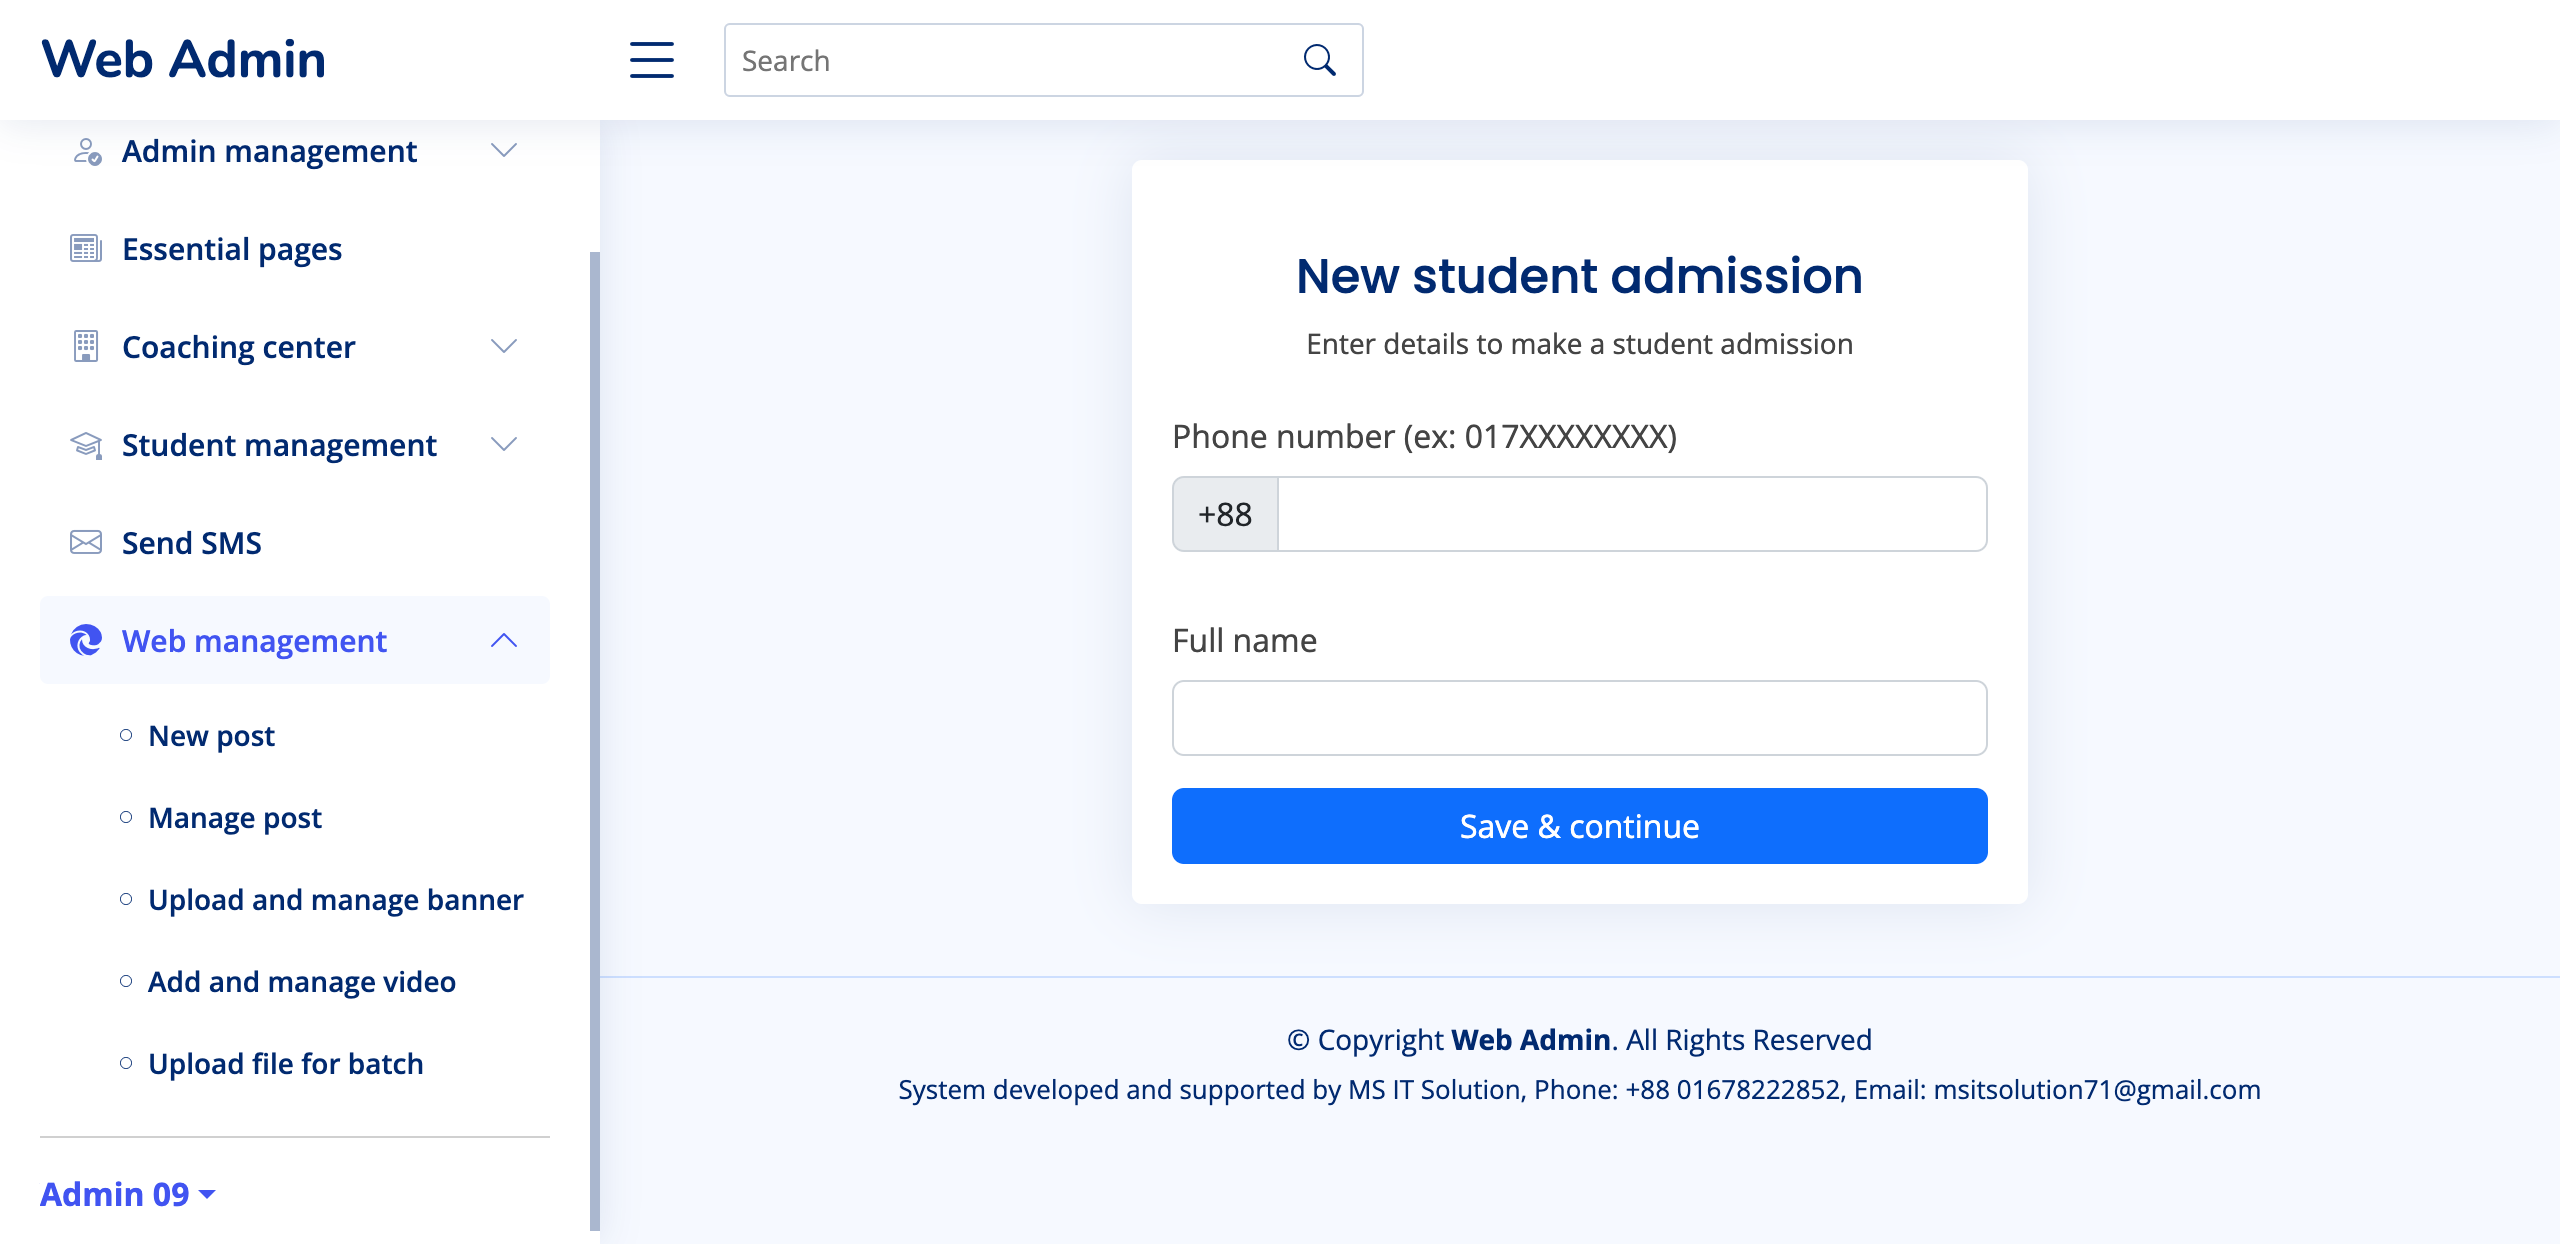 Web Admin
Search
Admin management
Essential pages
Coaching center
Student management
Send SMS
Web management
New post
Manage post
Upload and manage banner
Add and manage video
Upload file for batch
Admin 09
New student admission
Enter details to make a student admission
Phone number (ex: 017XXXXXXXX)
+88
Full name
Save & continue
© Copyright Web Admin. All Rights Reserved
System developed and supported by MS IT Solution, Phone: +88 01678222852, Email: msitsolution71@gmail.com